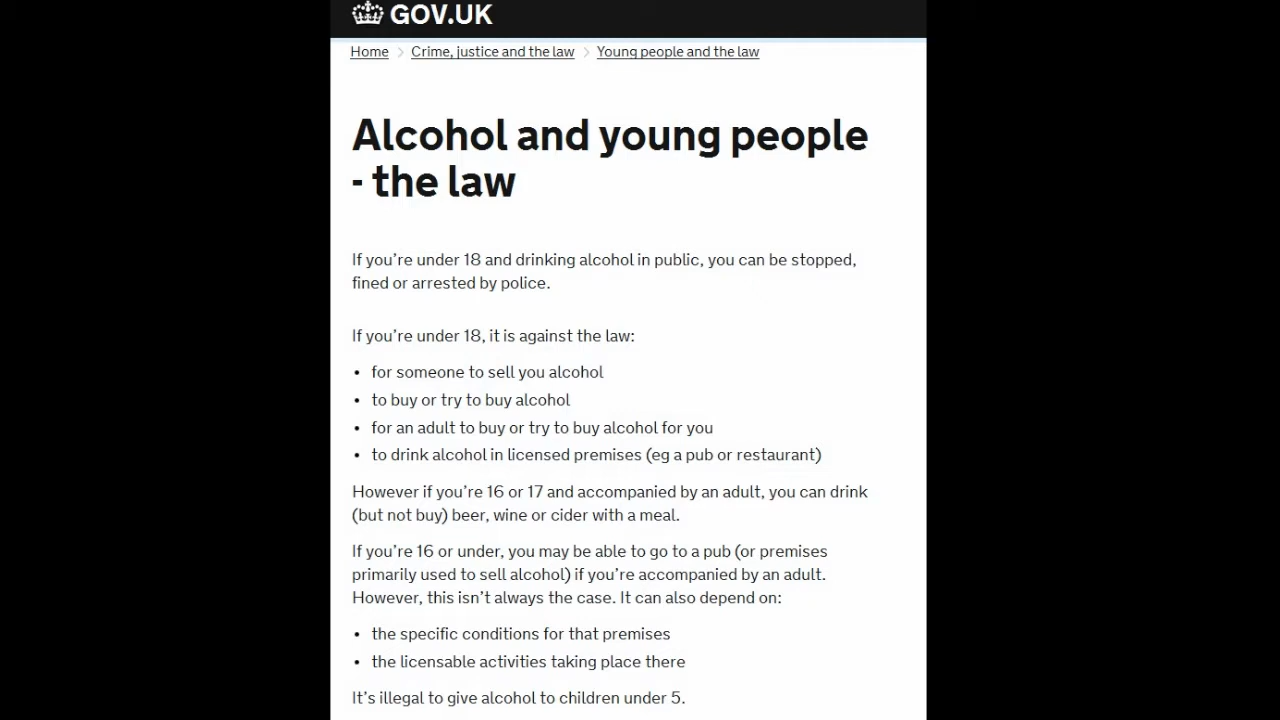 GOV.UK
Home > Crime, justice and the law > Young people and the law
Alcohol and young people
- the law
If you’re under 18 and drinking alcohol in public, you can be stopped,
fined or arrested by police.
If you’re under 18, it is against the law:
• for someone to sell you alcohol
• to buy or try to buy alcohol
• for an adult to buy or try to buy alcohol for you
• to drink alcohol in licensed premises (eg a pub or restaurant)
However if you’re 16 or 17 and accompanied by an adult, you can drink
(but not buy) beer, wine or cider with a meal.
If you’re 16 or under, you may be able to go to a pub (or premises
primarily used to sell alcohol) if you’re accompanied by an adult.
However, this isn’t always the case. It can also depend on:
• the specific conditions for that premises
• the licensable activities taking place there
It’s illegal to give alcohol to children under 5.